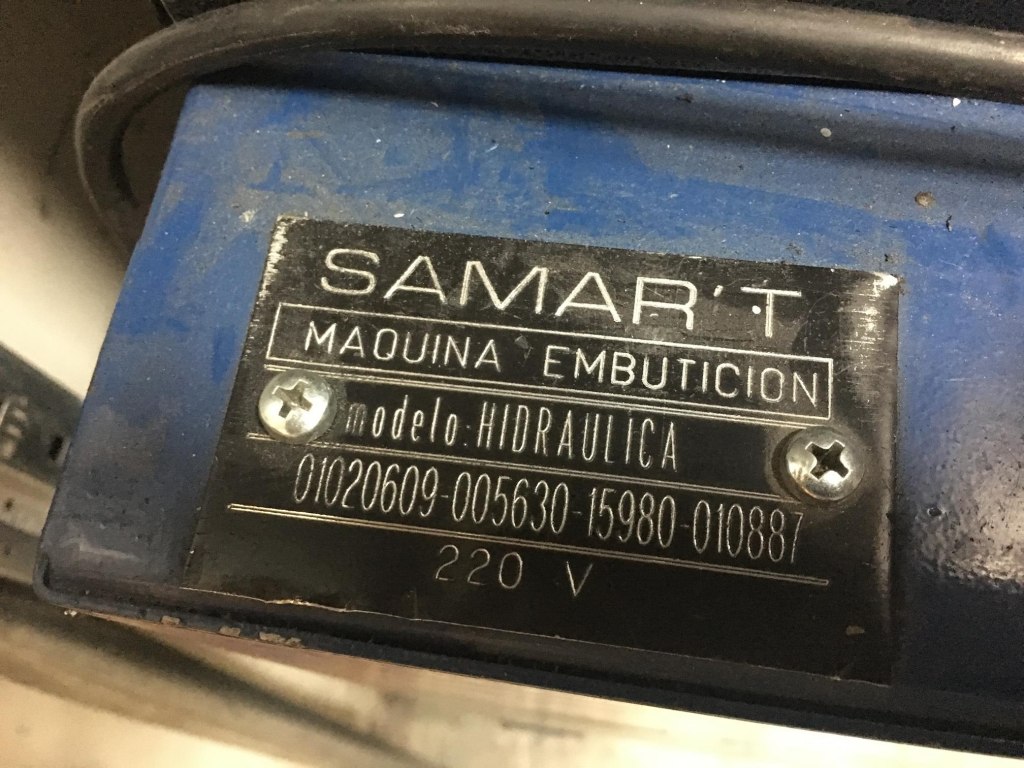 SAMAR'T
MAQUINA EMBUTICION
modelo: HIDRAULICA
01020609-005630-15980-010887
220 V